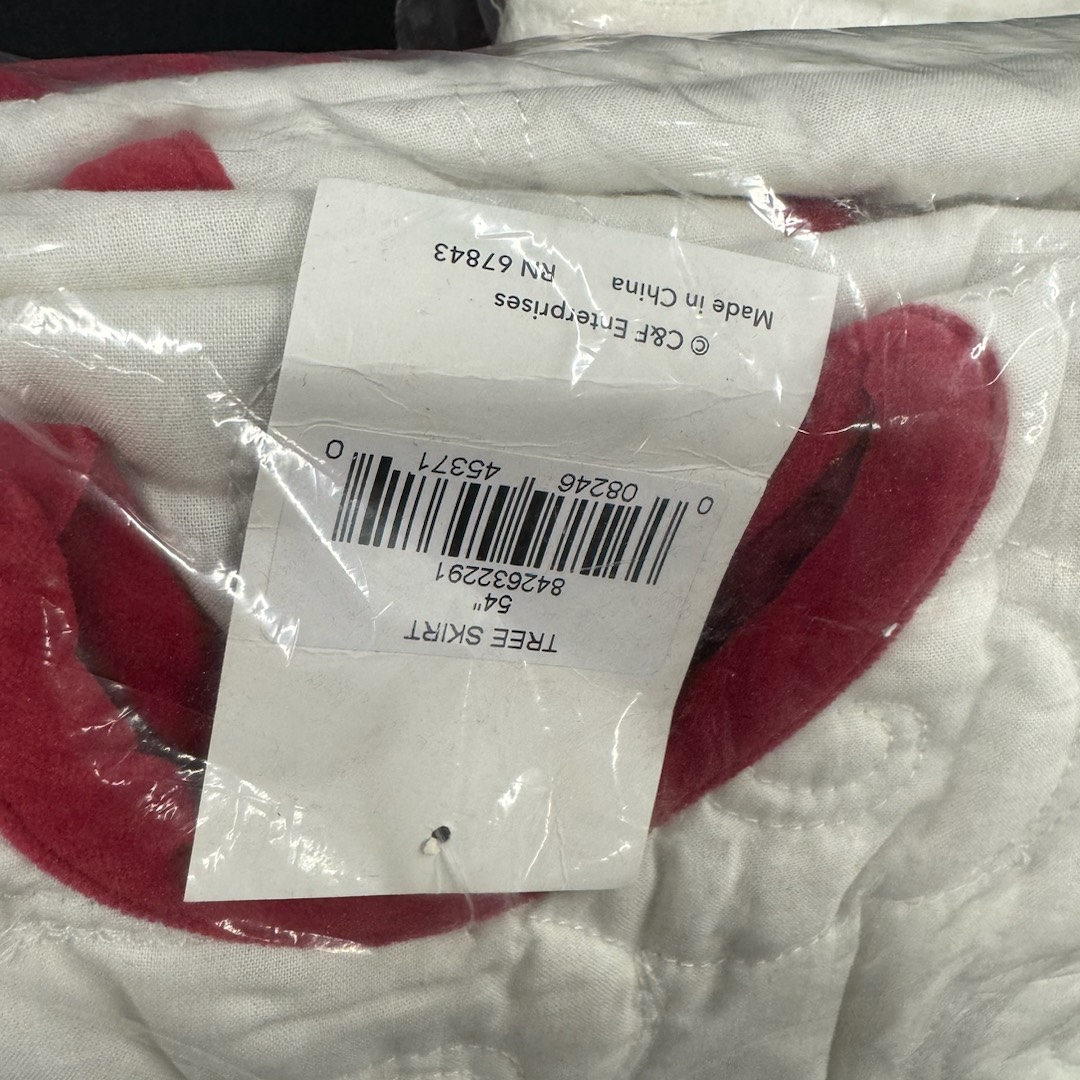 TREE SKIRT
54"
842632291
0 08246 45371 0
© C&F Enterprises
Made in China RN 67843